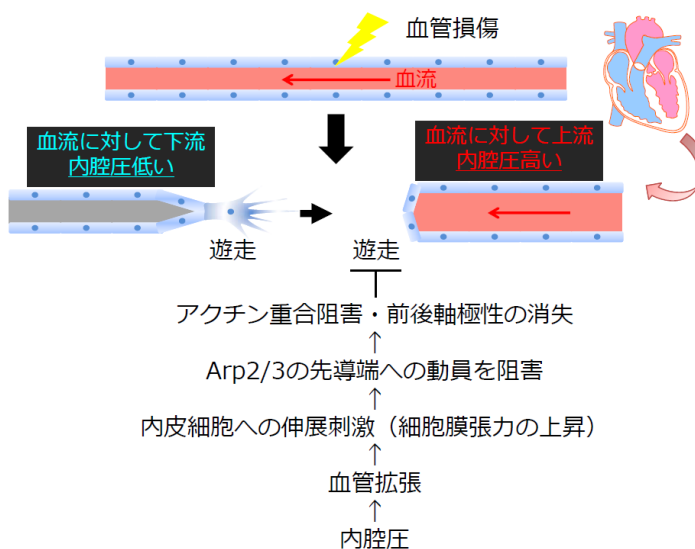 血管損傷
血流
血流に対して下流
内腔圧低い
血流に対して上流
内腔圧高い
遊走
遊走
アクチン重合阻害・前後軸極性の消失
↑
Arp2/3の先導端への動員を阻害
↑
内皮細胞への伸展刺激（細胞膜張力の上昇）
↑
血管拡張
↑
内腔圧